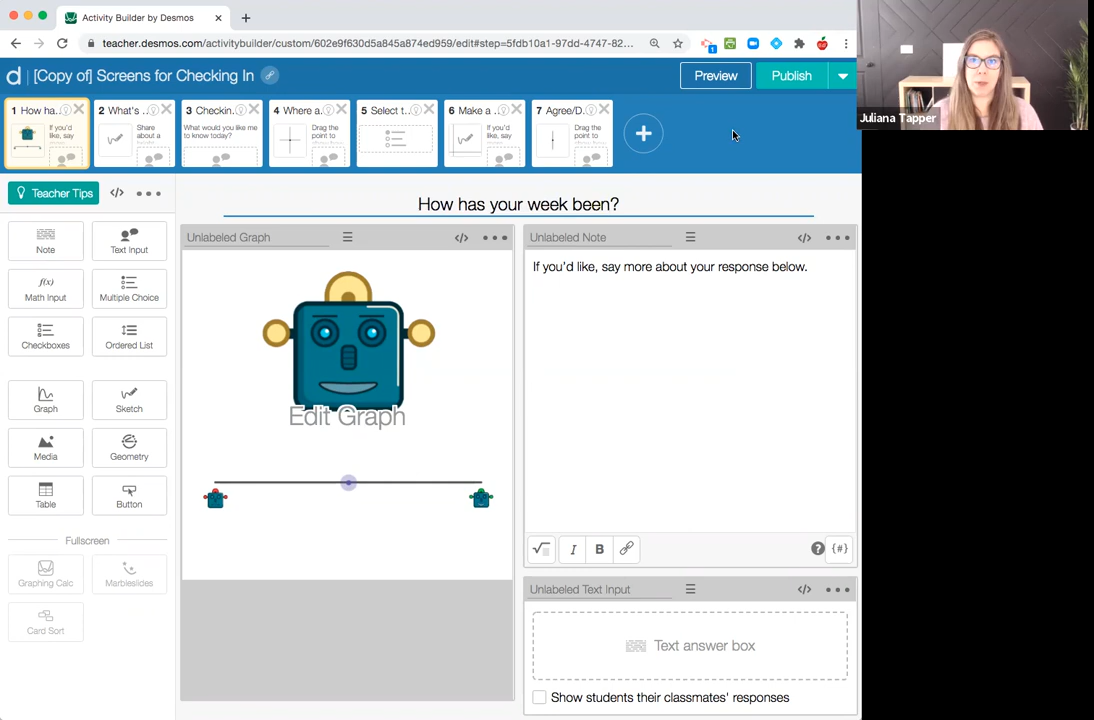 Activity Builder by Desmos
teacher.desmos.com/activitybuilder/custom/602e9f630d5a845a874ed959/edit#step=5fdb10a1-97dd-4747-82...
1
d
[Copy of] Screens for Checking In
Preview
Publish
1 How ha...
If you'd like, say
2 What's ...
Share about a
3 Checkin...
What would you like me to know today?
4 Where a...
Drag the point to
5 Select t...
6 Make a ...
If you'd like, say
7 Agree/D...
Drag the point to
+
Juliana Tapper
Teacher Tips
</>
Note
Text Input
f(x)
Math Input
Multiple Choice
Checkboxes
Ordered List
Graph
Sketch
Media
Geometry
Table
Button
Fullscreen
Graphing Calc
Marbleslides
Card Sort
How has your week been?
Unlabeled Graph
</>
Edit Graph
Unlabeled Note
</>
If you'd like, say more about your response below.
I
B
?
{#}
Unlabeled Text Input
</>
Text answer box
Show students their classmates' responses